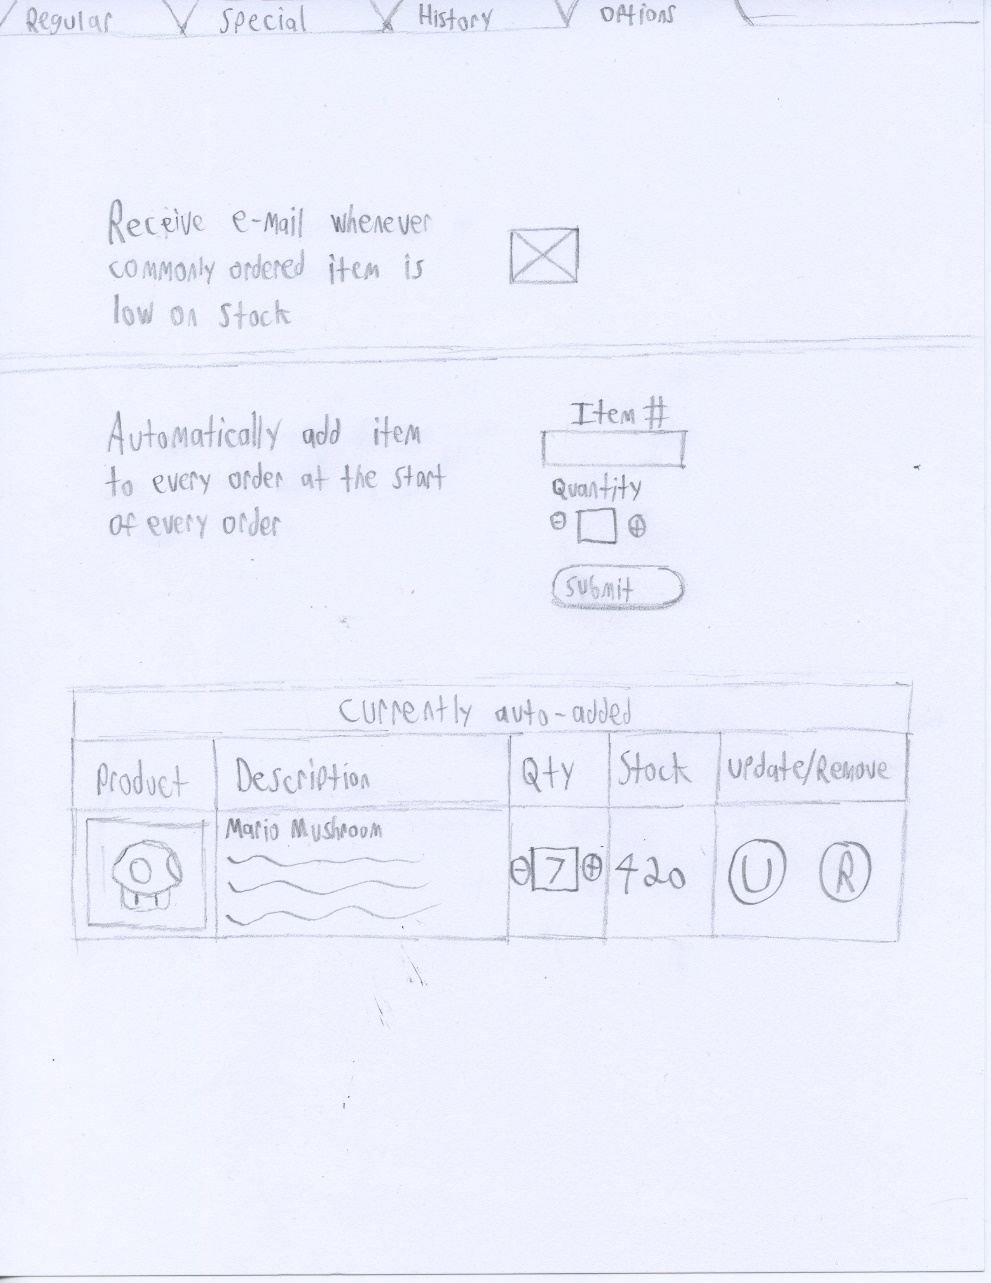 Regular Special History Options
Receive e-mail whenever
commonly ordered item is
low on stock
Automatically add item
to every order at the start
of every order
Item #
Quantity
- +
Submit
Currently auto-added
Product Description Qty Stock Update/Remove
Mario Mushroom
- 7 + 420 U R